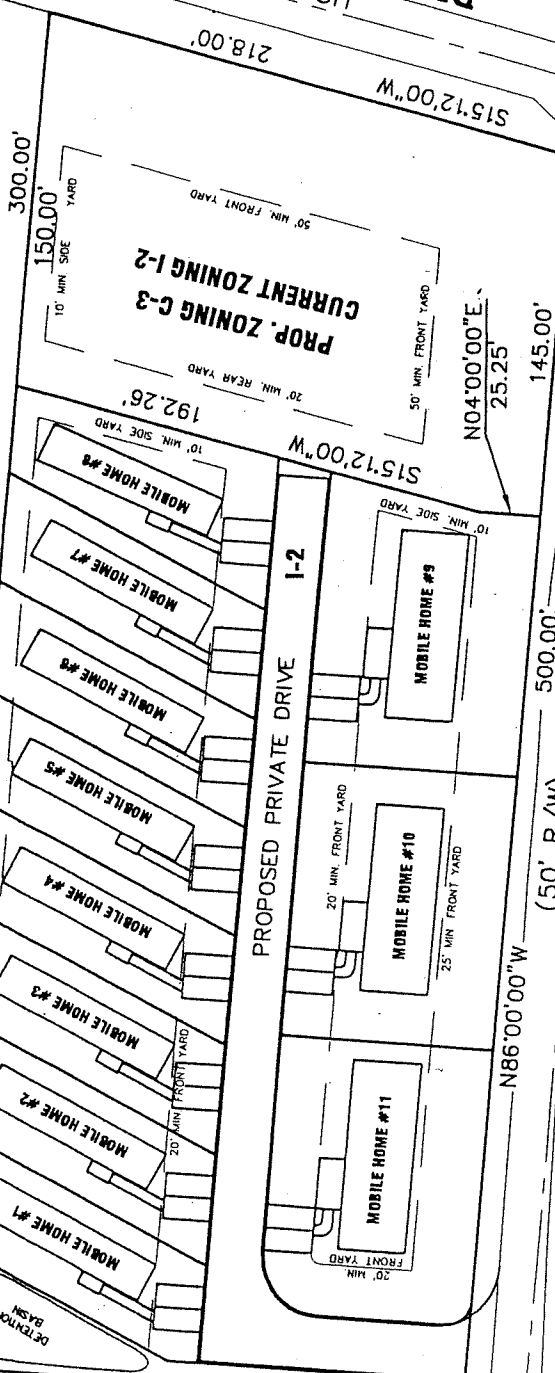 218.00'
S15°12'00"W
300.00'
150.00'
10' MIN. SIDE YARD
50' MIN. FRONT YARD
PROP. ZONING C-3
CURRENT ZONING I-2
20' MIN. REAR YARD
50' MIN. FRONT YARD
N04°00'00"E
25.25'
145.00'
192.26'
S15°12'00"W
10' MIN. SIDE YARD
10' MIN. SIDE YARD
MOBILE HOME #8
MOBILE HOME #7
MOBILE HOME #6
MOBILE HOME #5
MOBILE HOME #4
MOBILE HOME #3
MOBILE HOME #2
MOBILE HOME #1
I-2
PROPOSED PRIVATE DRIVE
MOBILE HOME #9
MOBILE HOME #10
MOBILE HOME #11
20' MIN. FRONT YARD
25' MIN FRONT YARD
20' MIN FRONT YARD
20' MIN.
FRONT YARD
500.00'
(50' R/W)
N86°00'00"W
BASIN